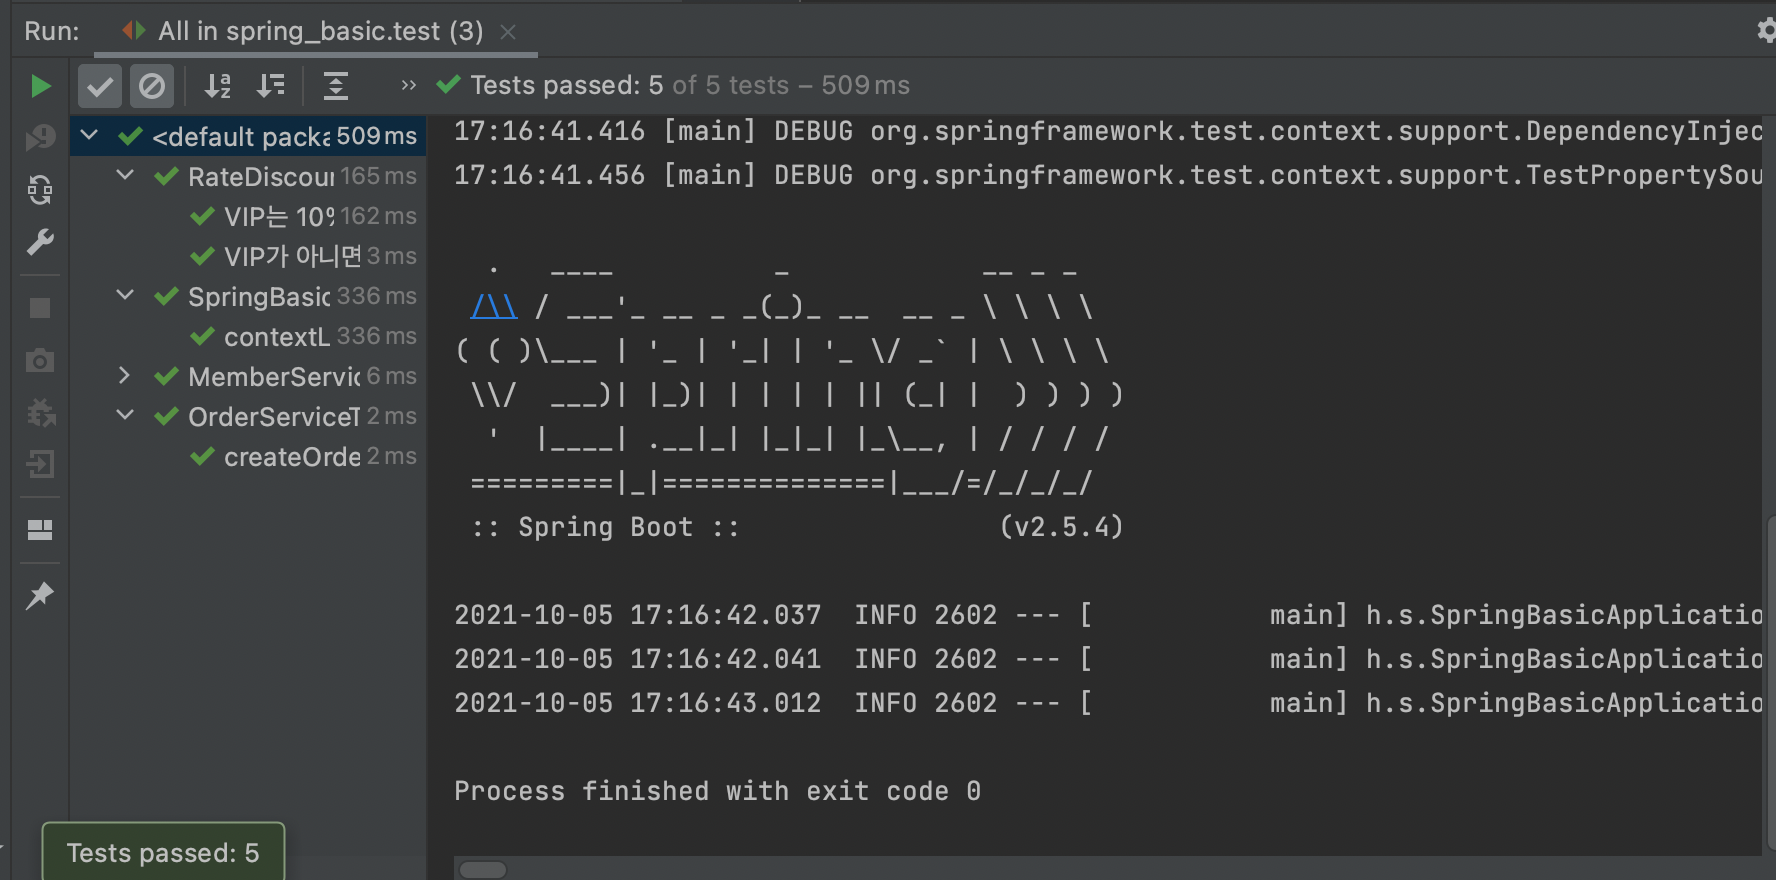 Run: All in spring_basic.test (3)
Tests passed: 5 of 5 tests – 509 ms
<default packa 509 ms
RateDiscour 165 ms
VIP는 10% 162 ms
VIP가 아니면 3 ms
SpringBasic 336 ms
contextL 336 ms
MemberServic 6 ms
OrderServiceT 2 ms
createOrde 2 ms
17:16:41.416 [main] DEBUG org.springframework.test.context.support.DependencyInjec
17:16:41.456 [main] DEBUG org.springframework.test.context.support.TestPropertySou
  .   ____          _            __ _ _
 /\\ / ___'_ __ _ _(_)_ __  __ _ \ \ \ \
( ( )\___ | '_ | '_| | '_ \/ _` | \ \ \ \
 \\/  ___)| |_)| | | | | || (_| |  ) ) ) )
  '  |____| .__|_| |_|_| |_\__, | / / / /
 =========|_|==============|___/=/_/_/_/
 :: Spring Boot ::                (v2.5.4)
2021-10-05 17:16:42.037  INFO 2602 --- [           main] h.s.SpringBasicApplicatio
2021-10-05 17:16:42.041  INFO 2602 --- [           main] h.s.SpringBasicApplicatio
2021-10-05 17:16:43.012  INFO 2602 --- [           main] h.s.SpringBasicApplicatio
Process finished with exit code 0
Tests passed: 5